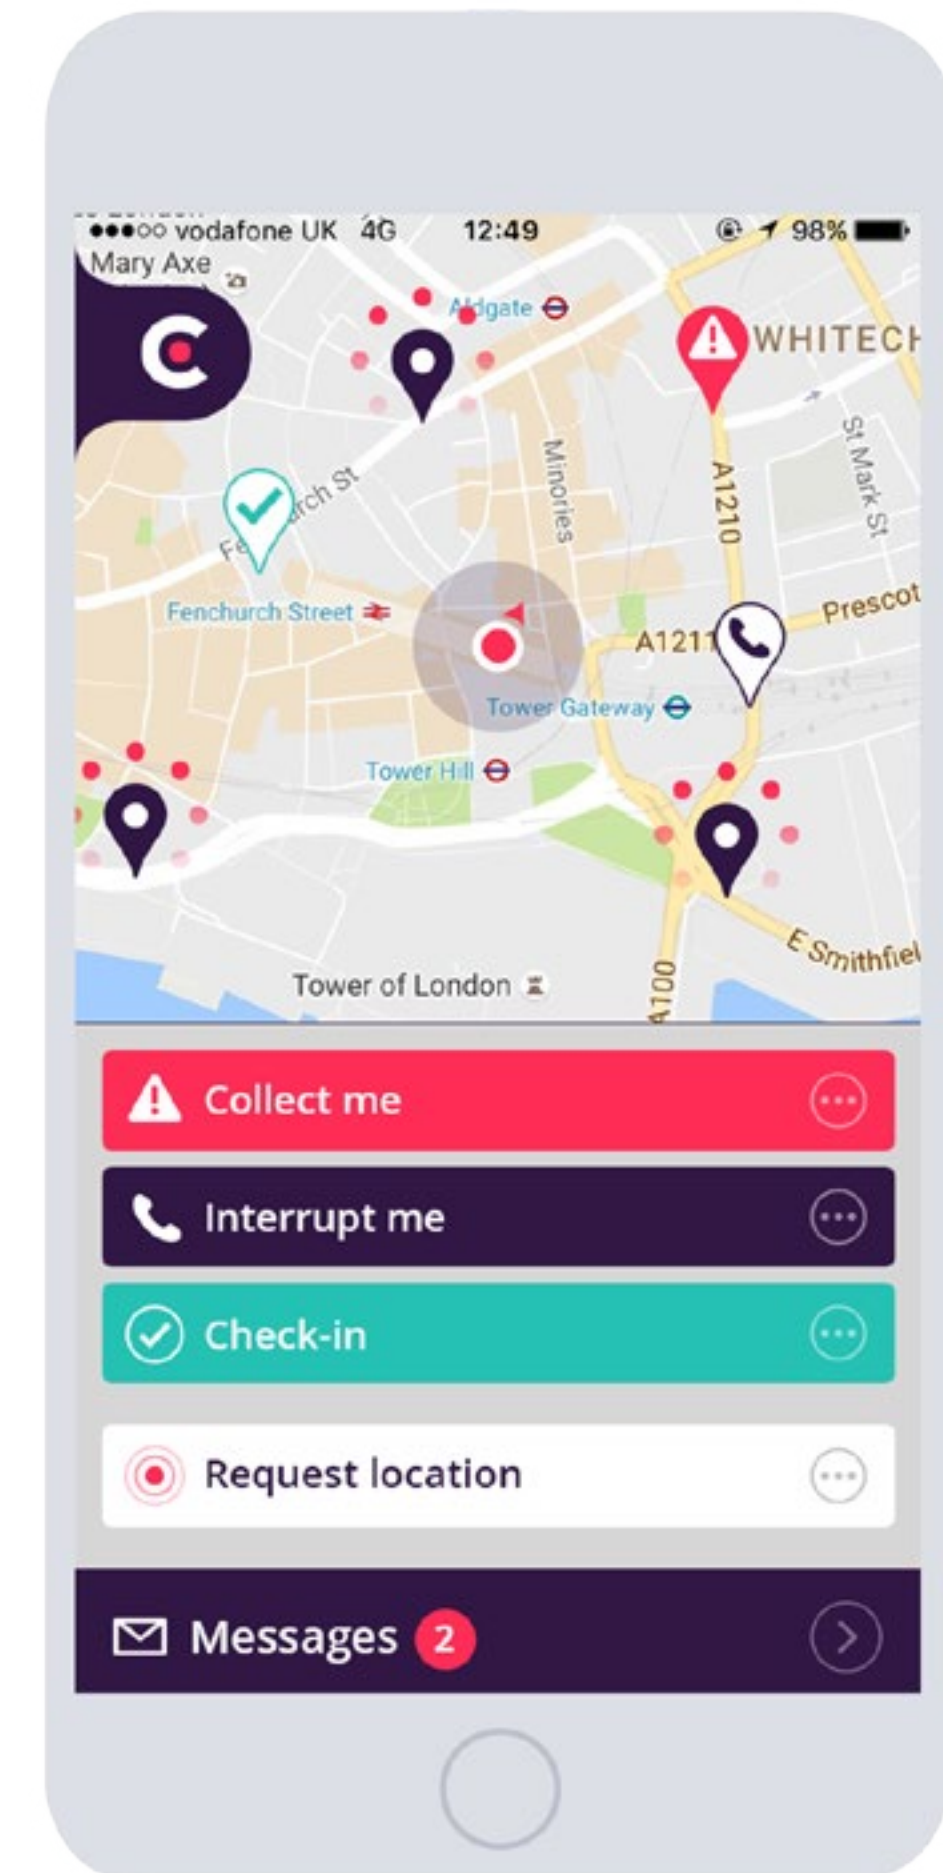 vodafone UK 4G 12:49 98%
Mary Axe
Aldgate
WHITECH
Minories
A1210
St Mark St
Fenchurch Street
A1211
Prescot
Tower Gateway
Tower Hill
E Smithfiel
Tower of London
A100
Collect me
Interrupt me
Check-in
Request location
Messages 2